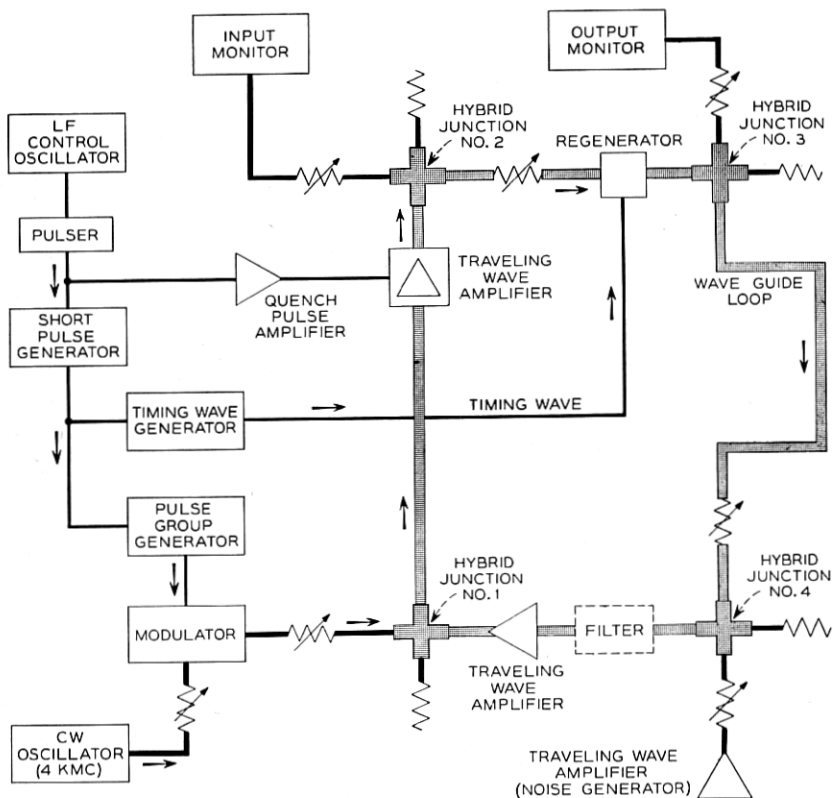 INPUT
MONITOR
OUTPUT
MONITOR
LF
CONTROL
OSCILLATOR
HYBRID
JUNCTION
NO. 2
REGENERATOR
HYBRID
JUNCTION
NO. 3
PULSER
QUENCH
PULSE
AMPLIFIER
TRAVELING
WAVE
AMPLIFIER
WAVE GUIDE
LOOP
SHORT
PULSE
GENERATOR
TIMING WAVE
GENERATOR
TIMING WAVE
PULSE
GROUP
GENERATOR
HYBRID
JUNCTION
NO. 1
HYBRID
JUNCTION
NO. 4
MODULATOR
FILTER
TRAVELING
WAVE
AMPLIFIER
CW
OSCILLATOR
(4 KMC)
TRAVELING WAVE
AMPLIFIER
(NOISE GENERATOR)